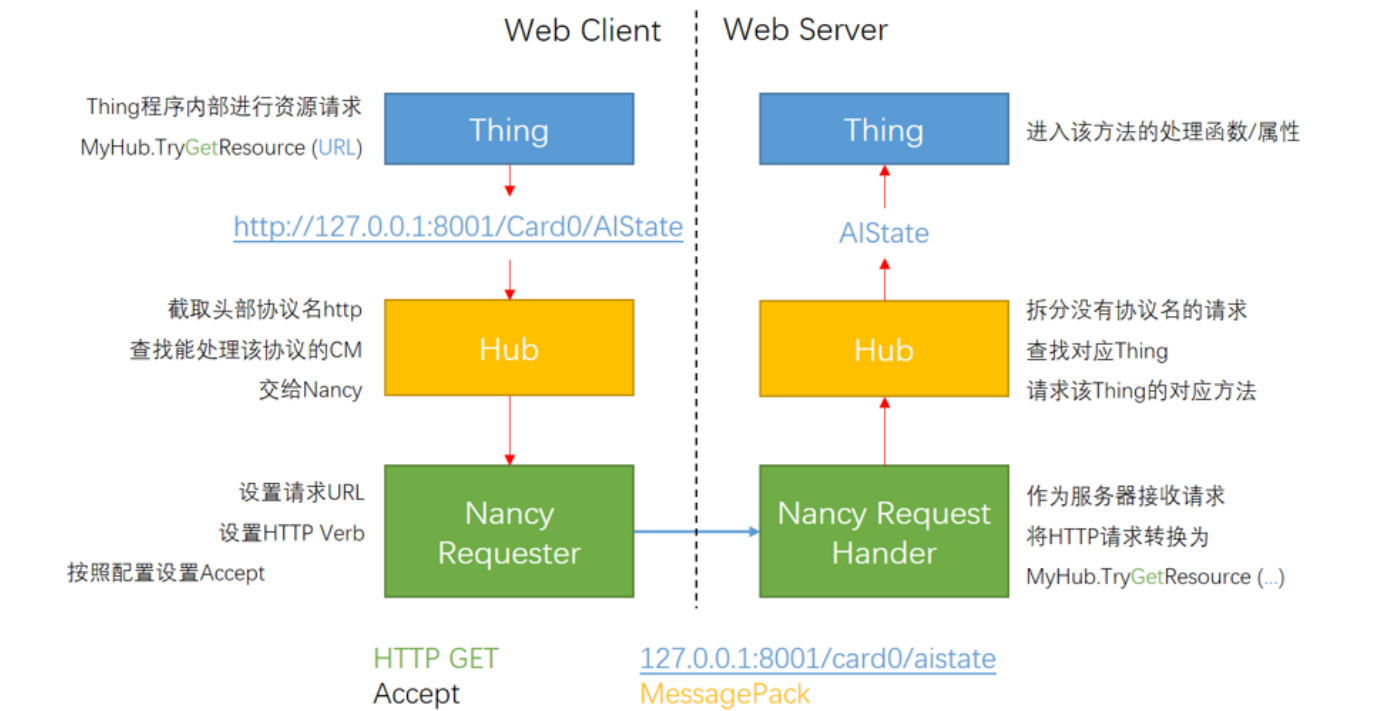 Web Client
Web Server
Thing程序内部进行资源请求
MyHub.TryGetResource (URL)
Thing
Thing
进入该方法的处理函数/属性
http://127.0.0.1:8001/Card0/AIState
AIState
截取头部协议名http
查找能处理该协议的CM
交给Nancy
Hub
Hub
拆分没有协议名的请求
查找对应Thing
请求该Thing的对应方法
设置请求URL
设置HTTP Verb
按照配置设置Accept
Nancy
Requester
Nancy Request
Hander
作为服务器接收请求
将HTTP请求转换为
MyHub.TryGetResource (...)
HTTP GET
127.0.0.1:8001/card0/aistate
Accept
MessagePack